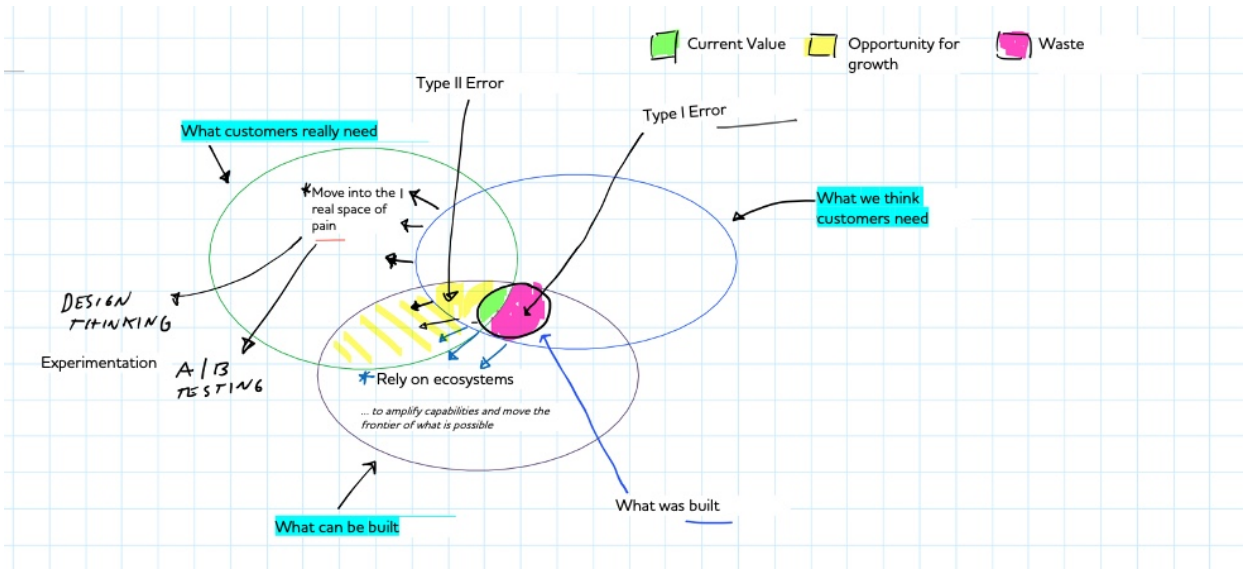 Current Value
Opportunity for
growth
Waste
Type II Error
Type I Error
What customers really need
*Move into the l
real space of
pain
What we think
customers need
DESIGN
THINKING
Experimentation
A/B
TESTING
*Rely on ecosystems
... to amplify capabilities and move the
frontier of what is possible
What was built
What can be built